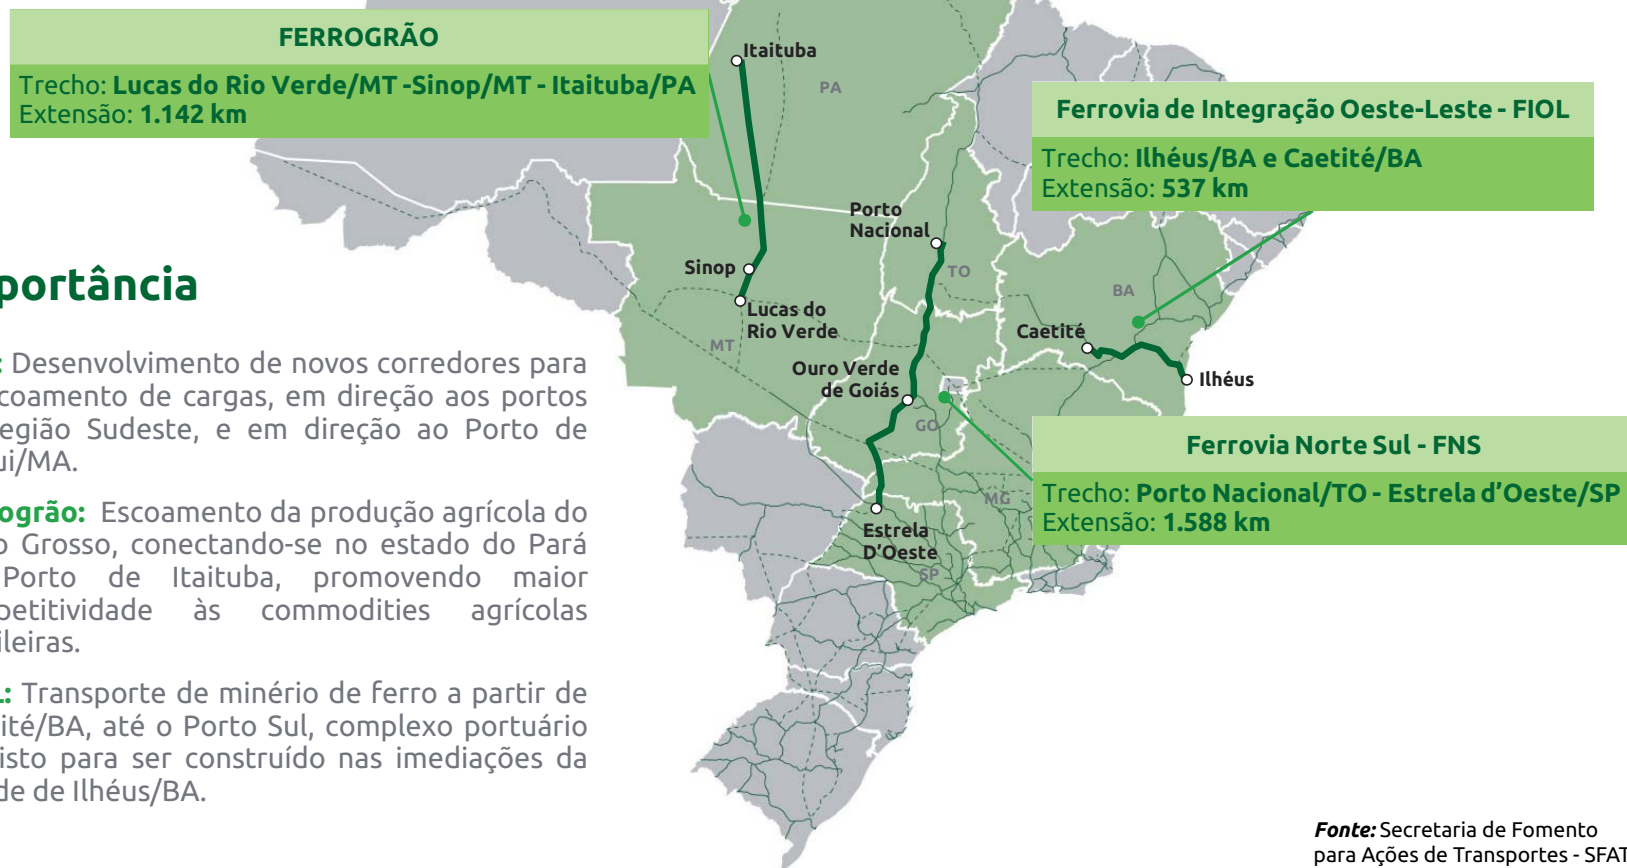 FERROGRÃO
Trecho: Lucas do Rio Verde/MT -Sinop/MT - Itaituba/PA
Extensão: 1.142 km
Ferrovia de Integração Oeste-Leste - FIOL
Trecho: Ilhéus/BA e Caetité/BA
Extensão: 537 km
Ferrovia Norte Sul - FNS
Trecho: Porto Nacional/TO - Estrela d’Oeste/SP
Extensão: 1.588 km
Itaituba
PA
Porto
Nacional
TO
Sinop
Lucas do
Rio Verde
MT
BA
Caetité
Ilhéus
Ouro Verde
de Goiás
GO
MG
Estrela
D’Oeste
SP
portância
: Desenvolvimento de novos corredores para
coamento de cargas, em direção aos portos
egião Sudeste, e em direção ao Porto de
ui/MA.
ogrão: Escoamento da produção agrícola do
o Grosso, conectando-se no estado do Pará
Porto de Itaituba, promovendo maior
petitividade às commodities agrícolas
ileiras.
L: Transporte de minério de ferro a partir de
ité/BA, até o Porto Sul, complexo portuário
isto para ser construído nas imediações da
de de Ilhéus/BA.
Fonte: Secretaria de Fomento
para Ações de Transportes - SFAT